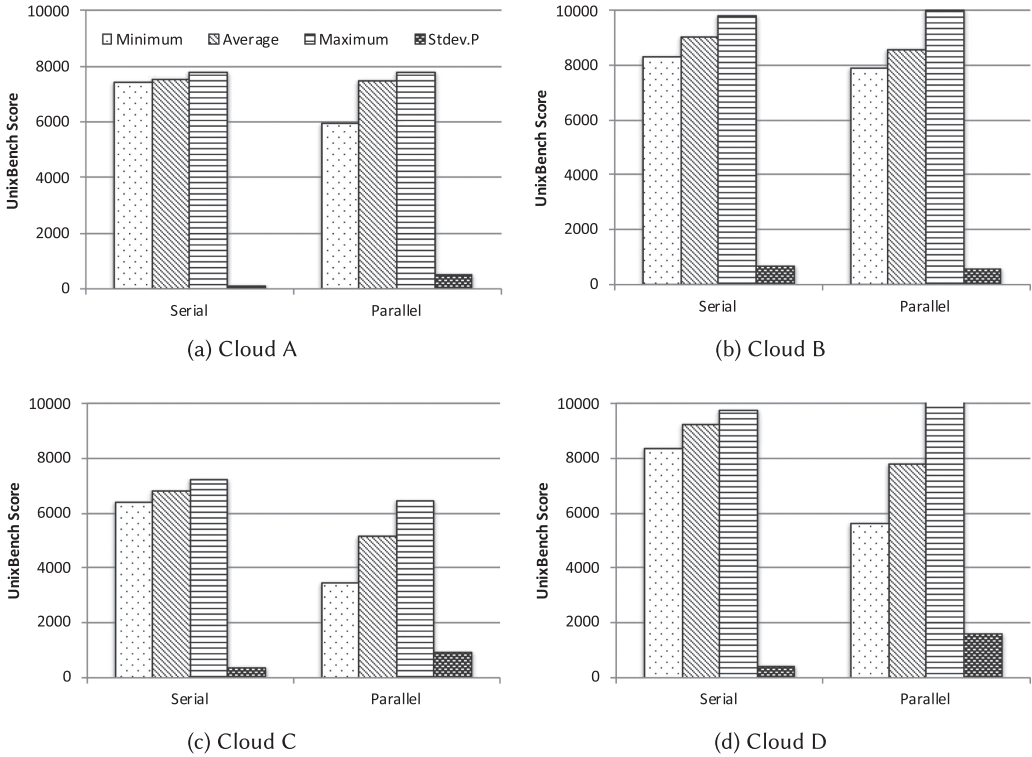 10000
8000
6000
4000
2000
0
UnixBench Score
Minimum Average Maximum Stdev.P
Serial Parallel
(a) Cloud A
10000
8000
6000
4000
2000
0
UnixBench Score
Serial Parallel
(b) Cloud B
10000
8000
6000
4000
2000
0
UnixBench Score
Serial Parallel
(c) Cloud C
10000
8000
6000
4000
2000
0
UnixBench Score
Serial Parallel
(d) Cloud D